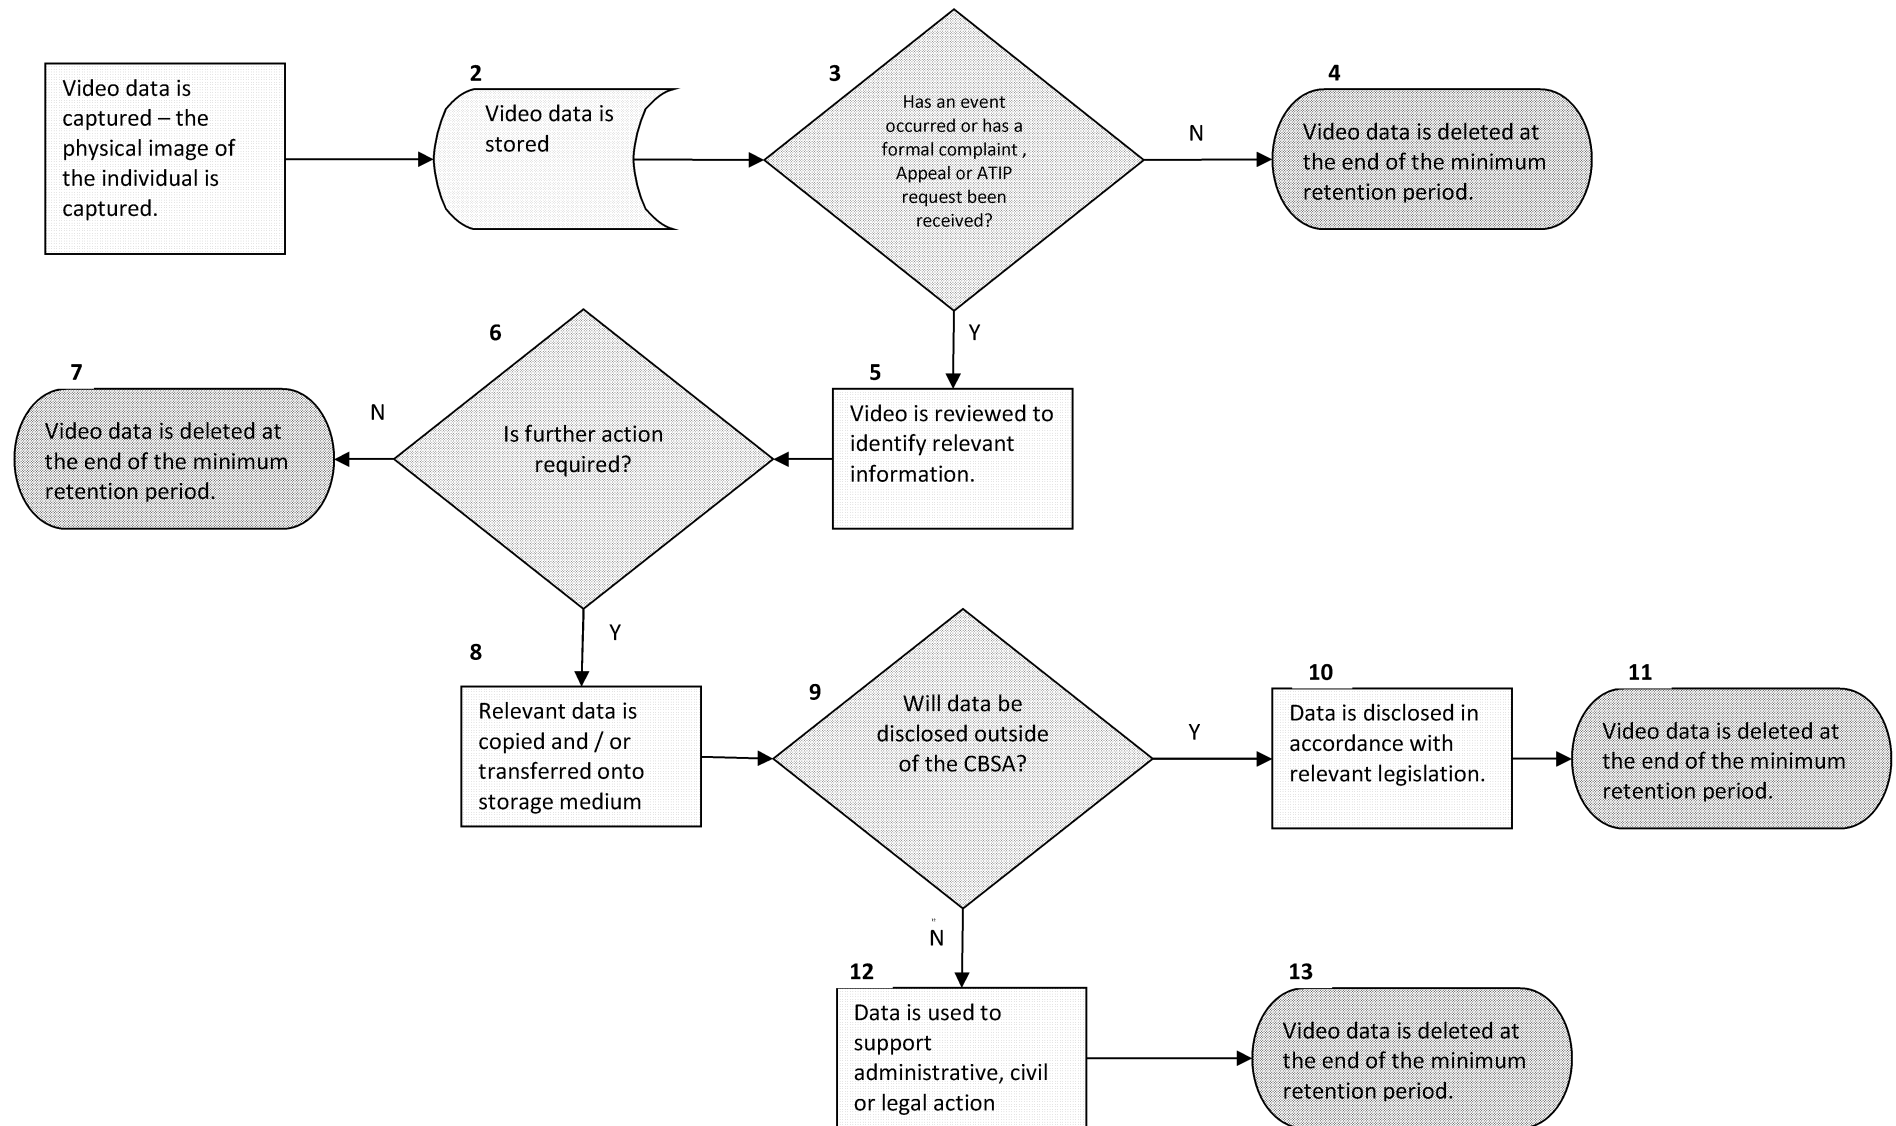 Video data is
captured – the
physical image of
the individual is
captured.
2
Video data is
stored
3
Has an event
occurred or has a
formal complaint ,
Appeal or ATIP
request been
received?
N
4
Video data is deleted at
the end of the minimum
retention period.
Y
5
Video is reviewed to
identify relevant
information.
6
Is further action
required?
N
7
Video data is deleted at
the end of the minimum
retention period.
Y
8
Relevant data is
copied and / or
transferred onto
storage medium
9
Will data be
disclosed outside
of the CBSA?
Y
10
Data is disclosed in
accordance with
relevant legislation.
11
Video data is deleted at
the end of the minimum
retention period.
N
12
Data is used to
support
administrative, civil
or legal action
13
Video data is deleted at
the end of the minimum
retention period.